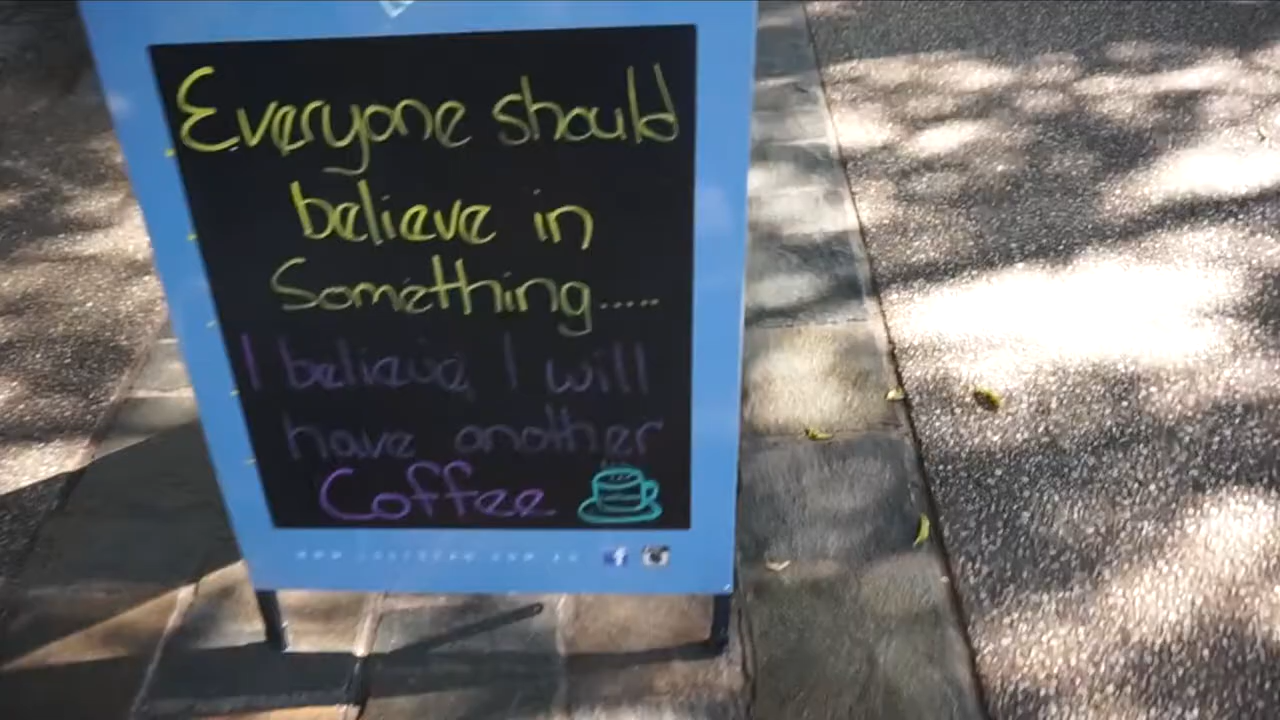 Everyone should
believe in
Something.....
I believe I will
have another
Coffee